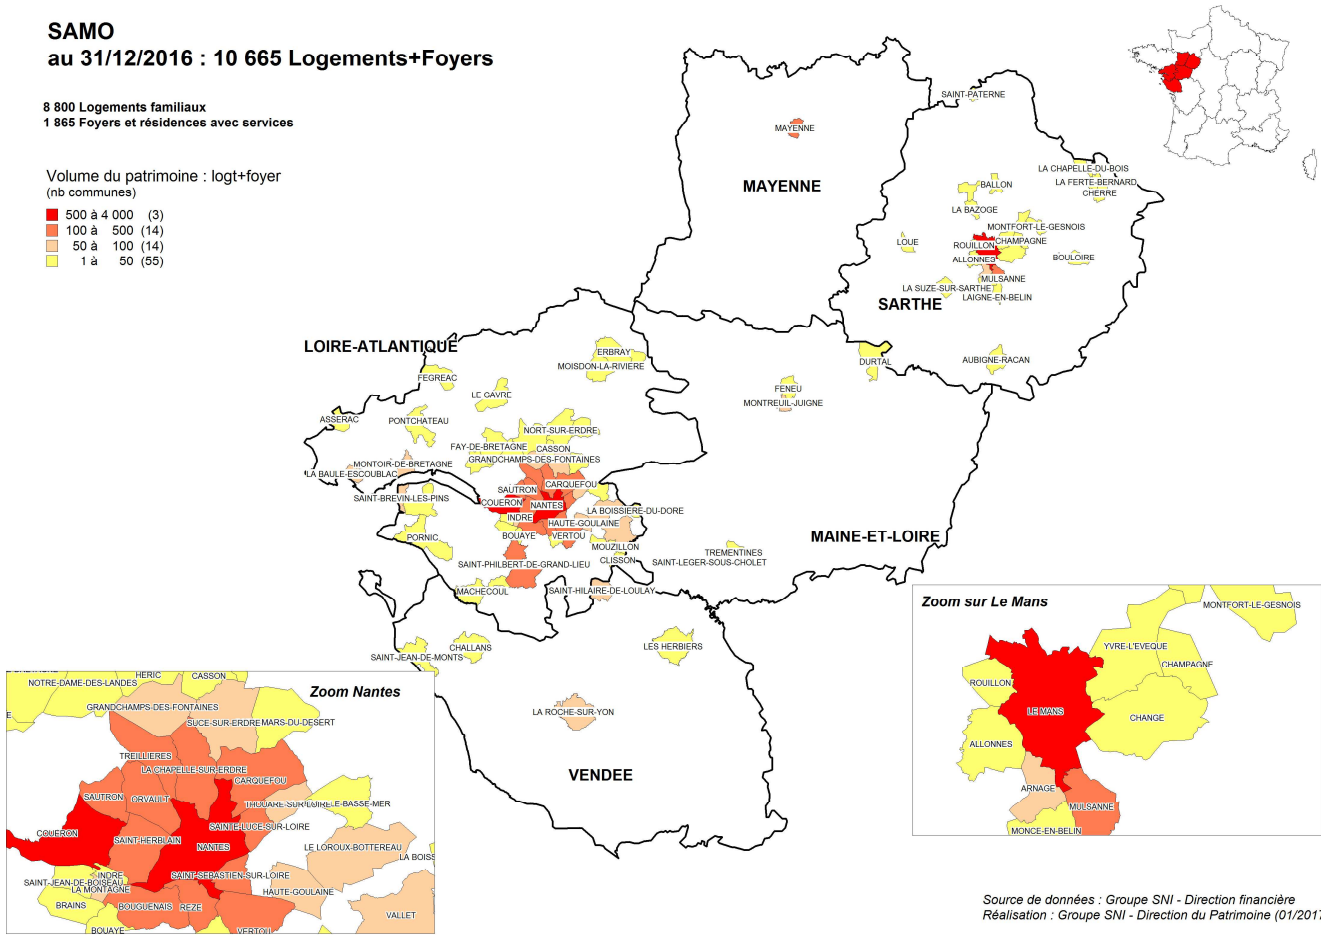 SAMO
au 31/12/2016 : 10 665 Logements+Foyers
8 800 Logements familiaux
1 865 Foyers et résidences avec services
Volume du patrimoine : logt+foyer
(nb communes)
500 à 4 000 (3)
100 à 500 (14)
50 à 100 (14)
1 à 50 (55)
SAINT-PATERNE
MAYENNE
MAYENNE
LA CHAPELLE-DU-BOIS
LA FERTE-BERNARD
CHERRE
BALLON
LA BAZOGE
MONTFORT-LE-GESNOIS
LOUE
ROUILLON
CHAMPAGNE
ALLONNES
BOULOIRE
MULSANNE
LA SUZE-SUR-SARTHE
LAIGNE-EN-BELIN
SARTHE
LOIRE-ATLANTIQUE
ERBRAY
MOISDON-LA-RIVIERE
DURTAL
AUBIGNE-RACAN
FEGREAC
LE GAVRE
FENEU
MONTREUIL-JUIGNE
ASSERAC
PONTCHATEAU
NORT-SUR-ERDRE
FAY-DE-BRETAGNE
CASSON
GRANDCHAMPS-DES-FONTAINES
MONTOIR-DE-BRETAGNE
LA BAULE-ESCOUBLAC
SAUTRON
CARQUEFOU
SAINT-BREVIN-LES-PINS
COUERON
NANTES
LA BOISSIERE-DU-DORE
INDRE
HAUTE-GOULAINE
PORNIC
BOUAYE
VERTOU
MAINE-ET-LOIRE
MOUZILLON
CLISSON
TREMENTINES
SAINT-LEGER-SOUS-CHOLET
SAINT-PHILBERT-DE-GRAND-LIEU
MACHECOUL
SAINT-HILAIRE-DE-LOULAY
CHALLANS
SAINT-JEAN-DE-MONTS
LES HERBIERS
LA ROCHE-SUR-YON
VENDEE
Zoom Nantes
NOTRE-DAME-DES-LANDES
HERIC
CASSON
GRANDCHAMPS-DES-FONTAINES
SUCE-SUR-ERDRE
MARS-DU-DESERT
TREILLIERES
LA CHAPELLE-SUR-ERDRE
CARQUEFOU
SAUTRON
ORVAULT
THOUARE-SUR-LOIRE
LE-BASSE-MER
COUERON
SAINT-HERBLAIN
SAINTE-LUCE-SUR-LOIRE
NANTES
LE LOROUX-BOTTEREAU
LA BOISS
INDRE
SAINT-JEAN-DE-BOISEAU
LA MONTAGNE
SAINT-SEBASTIEN-SUR-LOIRE
HAUTE-GOULAINE
BRAINS
BOUGUENAIS
REZE
VALLET
BOUAYE
VERTOU
Zoom sur Le Mans
MONTFORT-LE-GESNOIS
YVRE-L'EVEQUE
CHAMPAGNE
ROUILLON
LE MANS
CHANGE
ALLONNES
ARNAGE
MULSANNE
MONCE-EN-BELIN
Source de données : Groupe SNI - Direction financière
Réalisation : Groupe SNI - Direction du Patrimoine (01/2017